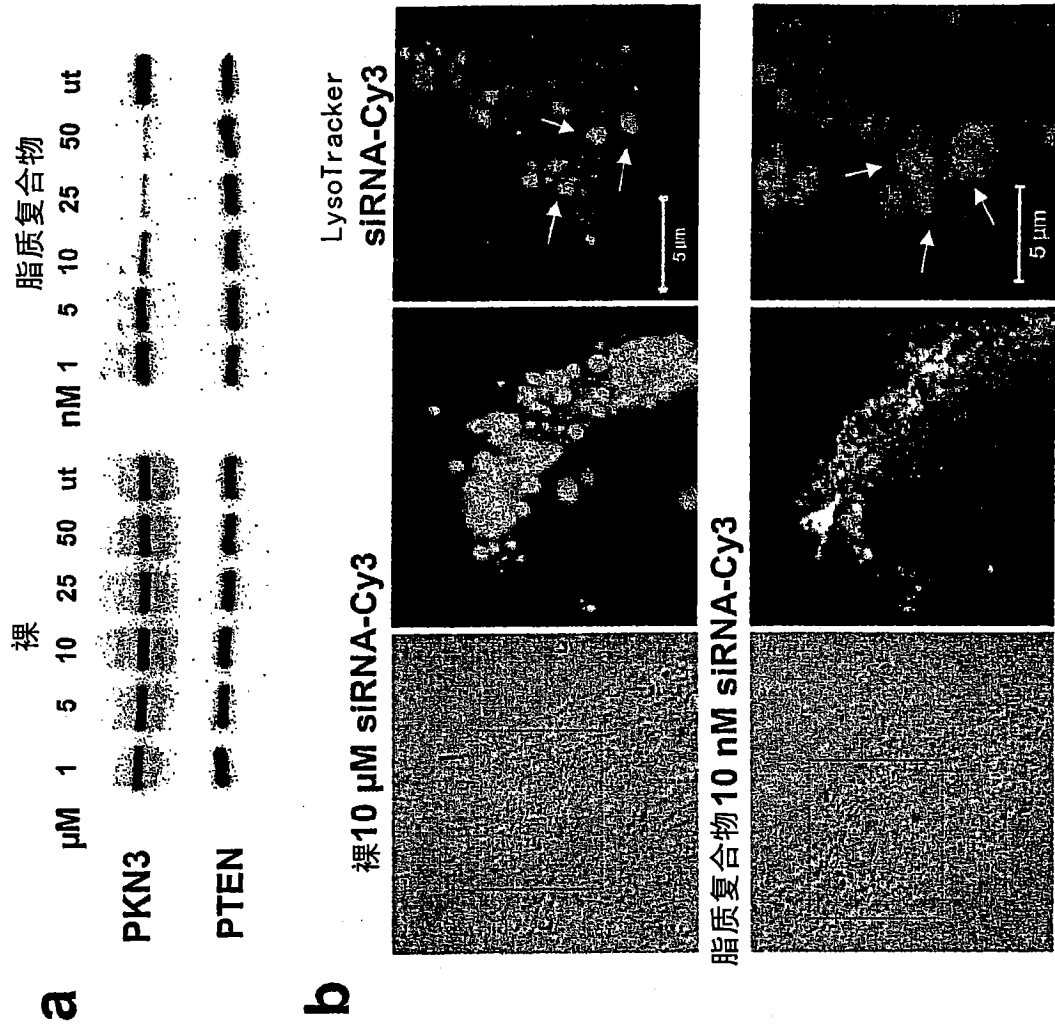 a
裸
脂质复合物
µM 1 5 10 25 50 ut nM 1 5 10 25 50 ut
PKN3
PTEN
b
裸10 µM siRNA-Cy3
LysoTracker
siRNA-Cy3
5 µm
脂质复合物10 nM siRNA-Cy3
5 µm